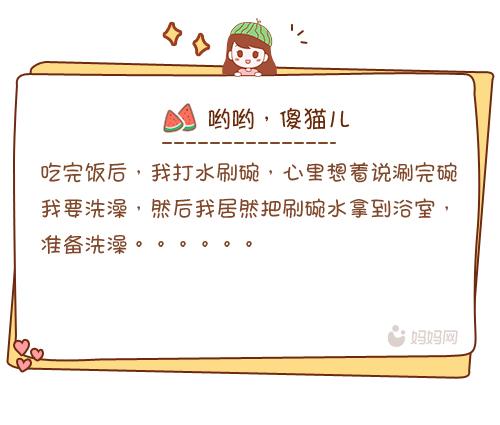 哟哟，傻猫儿
吃完饭后，我打水刷碗，心里想着说涮完碗
我要洗澡，然后我居然把刷碗水拿到浴室，
准备洗澡。。。。。。
妈妈网